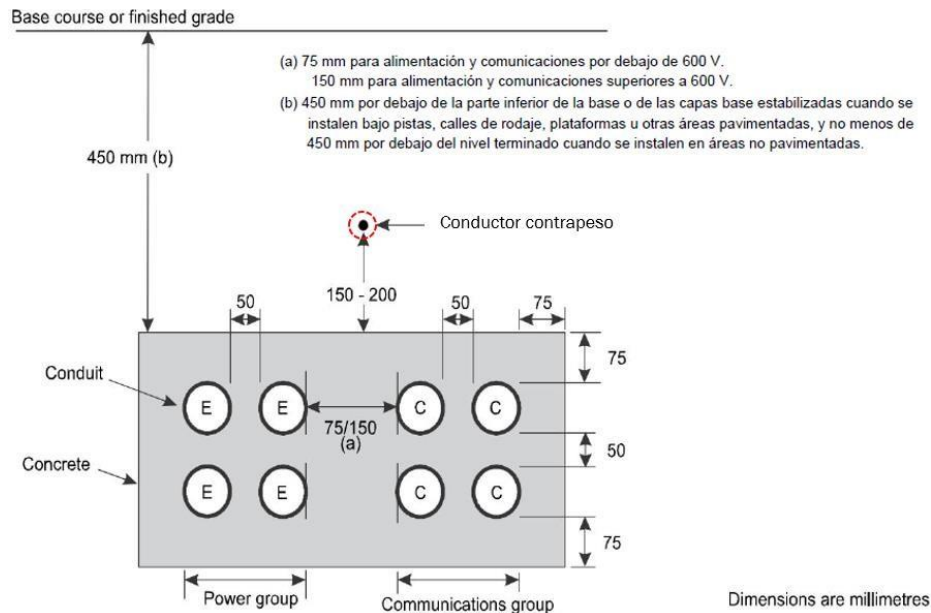 Base course or finished grade
(a) 75 mm para alimentación y comunicaciones por debajo de 600 V.
150 mm para alimentación y comunicaciones superiores a 600 V.
(b) 450 mm por debajo de la parte inferior de la base o de las capas base estabilizadas cuando se
instalen bajo pistas, calles de rodaje, plataformas u otras áreas pavimentadas, y no menos de
450 mm por debajo del nivel terminado cuando se instalen en áreas no pavimentadas.
450 mm (b)
Conductor contrapeso
150 - 200
50
50
75
75
Conduit
E
E
C
C
75/150
(a)
50
Concrete
E
E
C
C
75
Power group
Communications group
Dimensions are millimetres